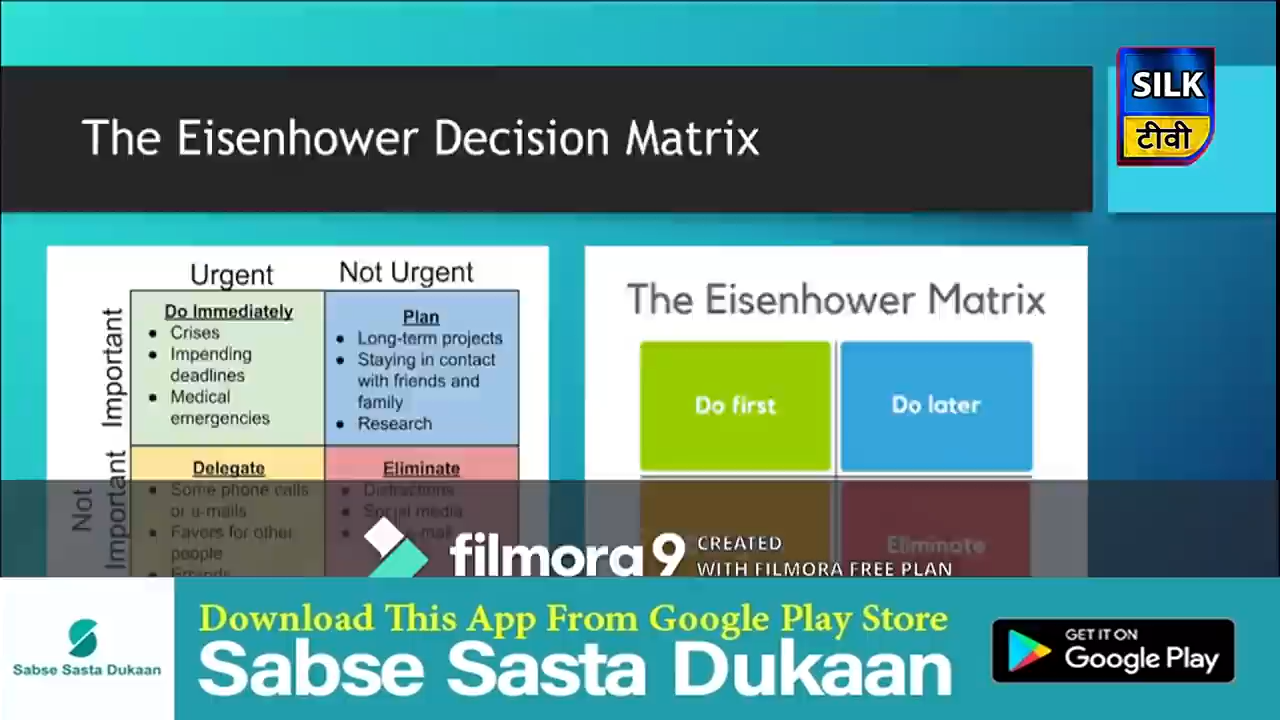 The Eisenhower Decision Matrix
SILK
टीवी
Urgent
Not Urgent
Important
Do Immediately
Crises
Impending
deadlines
Medical
emergencies
Plan
Long-term projects
Staying in contact
with friends and
family
Research
Not
Important
Delegate
Some phone calls
or e-mails
Favors for other
people
Errands
Eliminate
Distractions
Social media
The Eisenhower Matrix
Do first
Do later
Eliminate
filmora9
CREATED
WITH FILMORA FREE PLAN
Sabse Sasta Dukaan
Download This App From Google Play Store
Sabse Sasta Dukaan
GET IT ON
Google Play